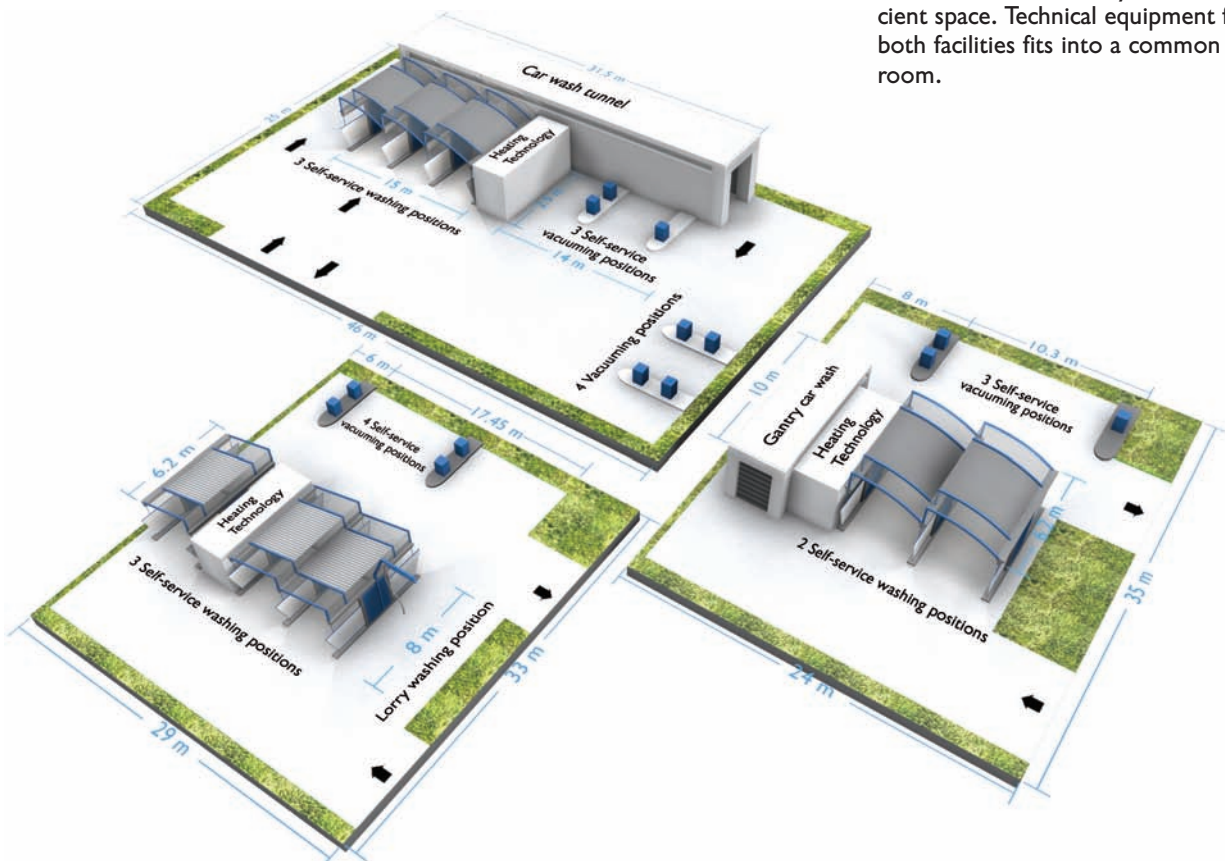 cient space. Technical equipment f
both facilities fits into a common
room.
31.5 m
Car wash tunnel
Heating
Technology
3 Self-service washing positions
15 m
3 Self-service
vacuuming positions
14 m
4 Vacuuming positions
46 m
6 m
17.45 m
4 Self-service
vacuuming positions
6.2 m
Heating
Technology
3 Self-service washing positions
8 m
Lorry washing position
33 m
29 m
8 m
10.3 m
3 Self-service
vacuuming positions
10 m
Gantry car wash
Heating
Technology
6.2 m
2 Self-service washing positions
35 m
24 m